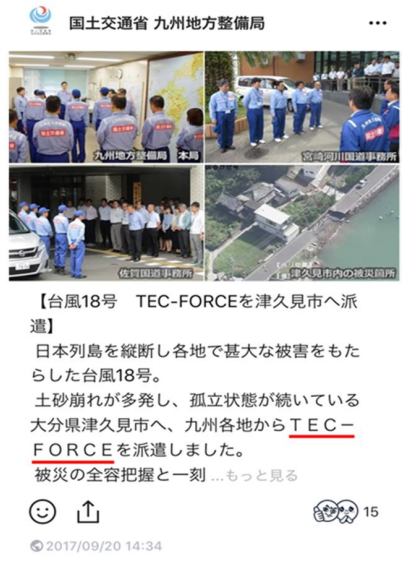 国土交通省 九州地方整備局
国土交通省
九州地方整備局 本局
宮崎河川国道事務所
佐賀国道事務所
津久見市内の被災箇所
【台風18号 TEC-FORCEを津久見市へ派
遣】
日本列島を縦断し各地で甚大な被害をもた
らした台風18号。
土砂崩れが多発し、孤立状態が続いている
大分県津久見市へ、九州各地からＴＥＣ－
ＦＯＲＣＥを派遣しました。
被災の全容把握と一刻 ...もっと見る
15
2017/09/20 14:34